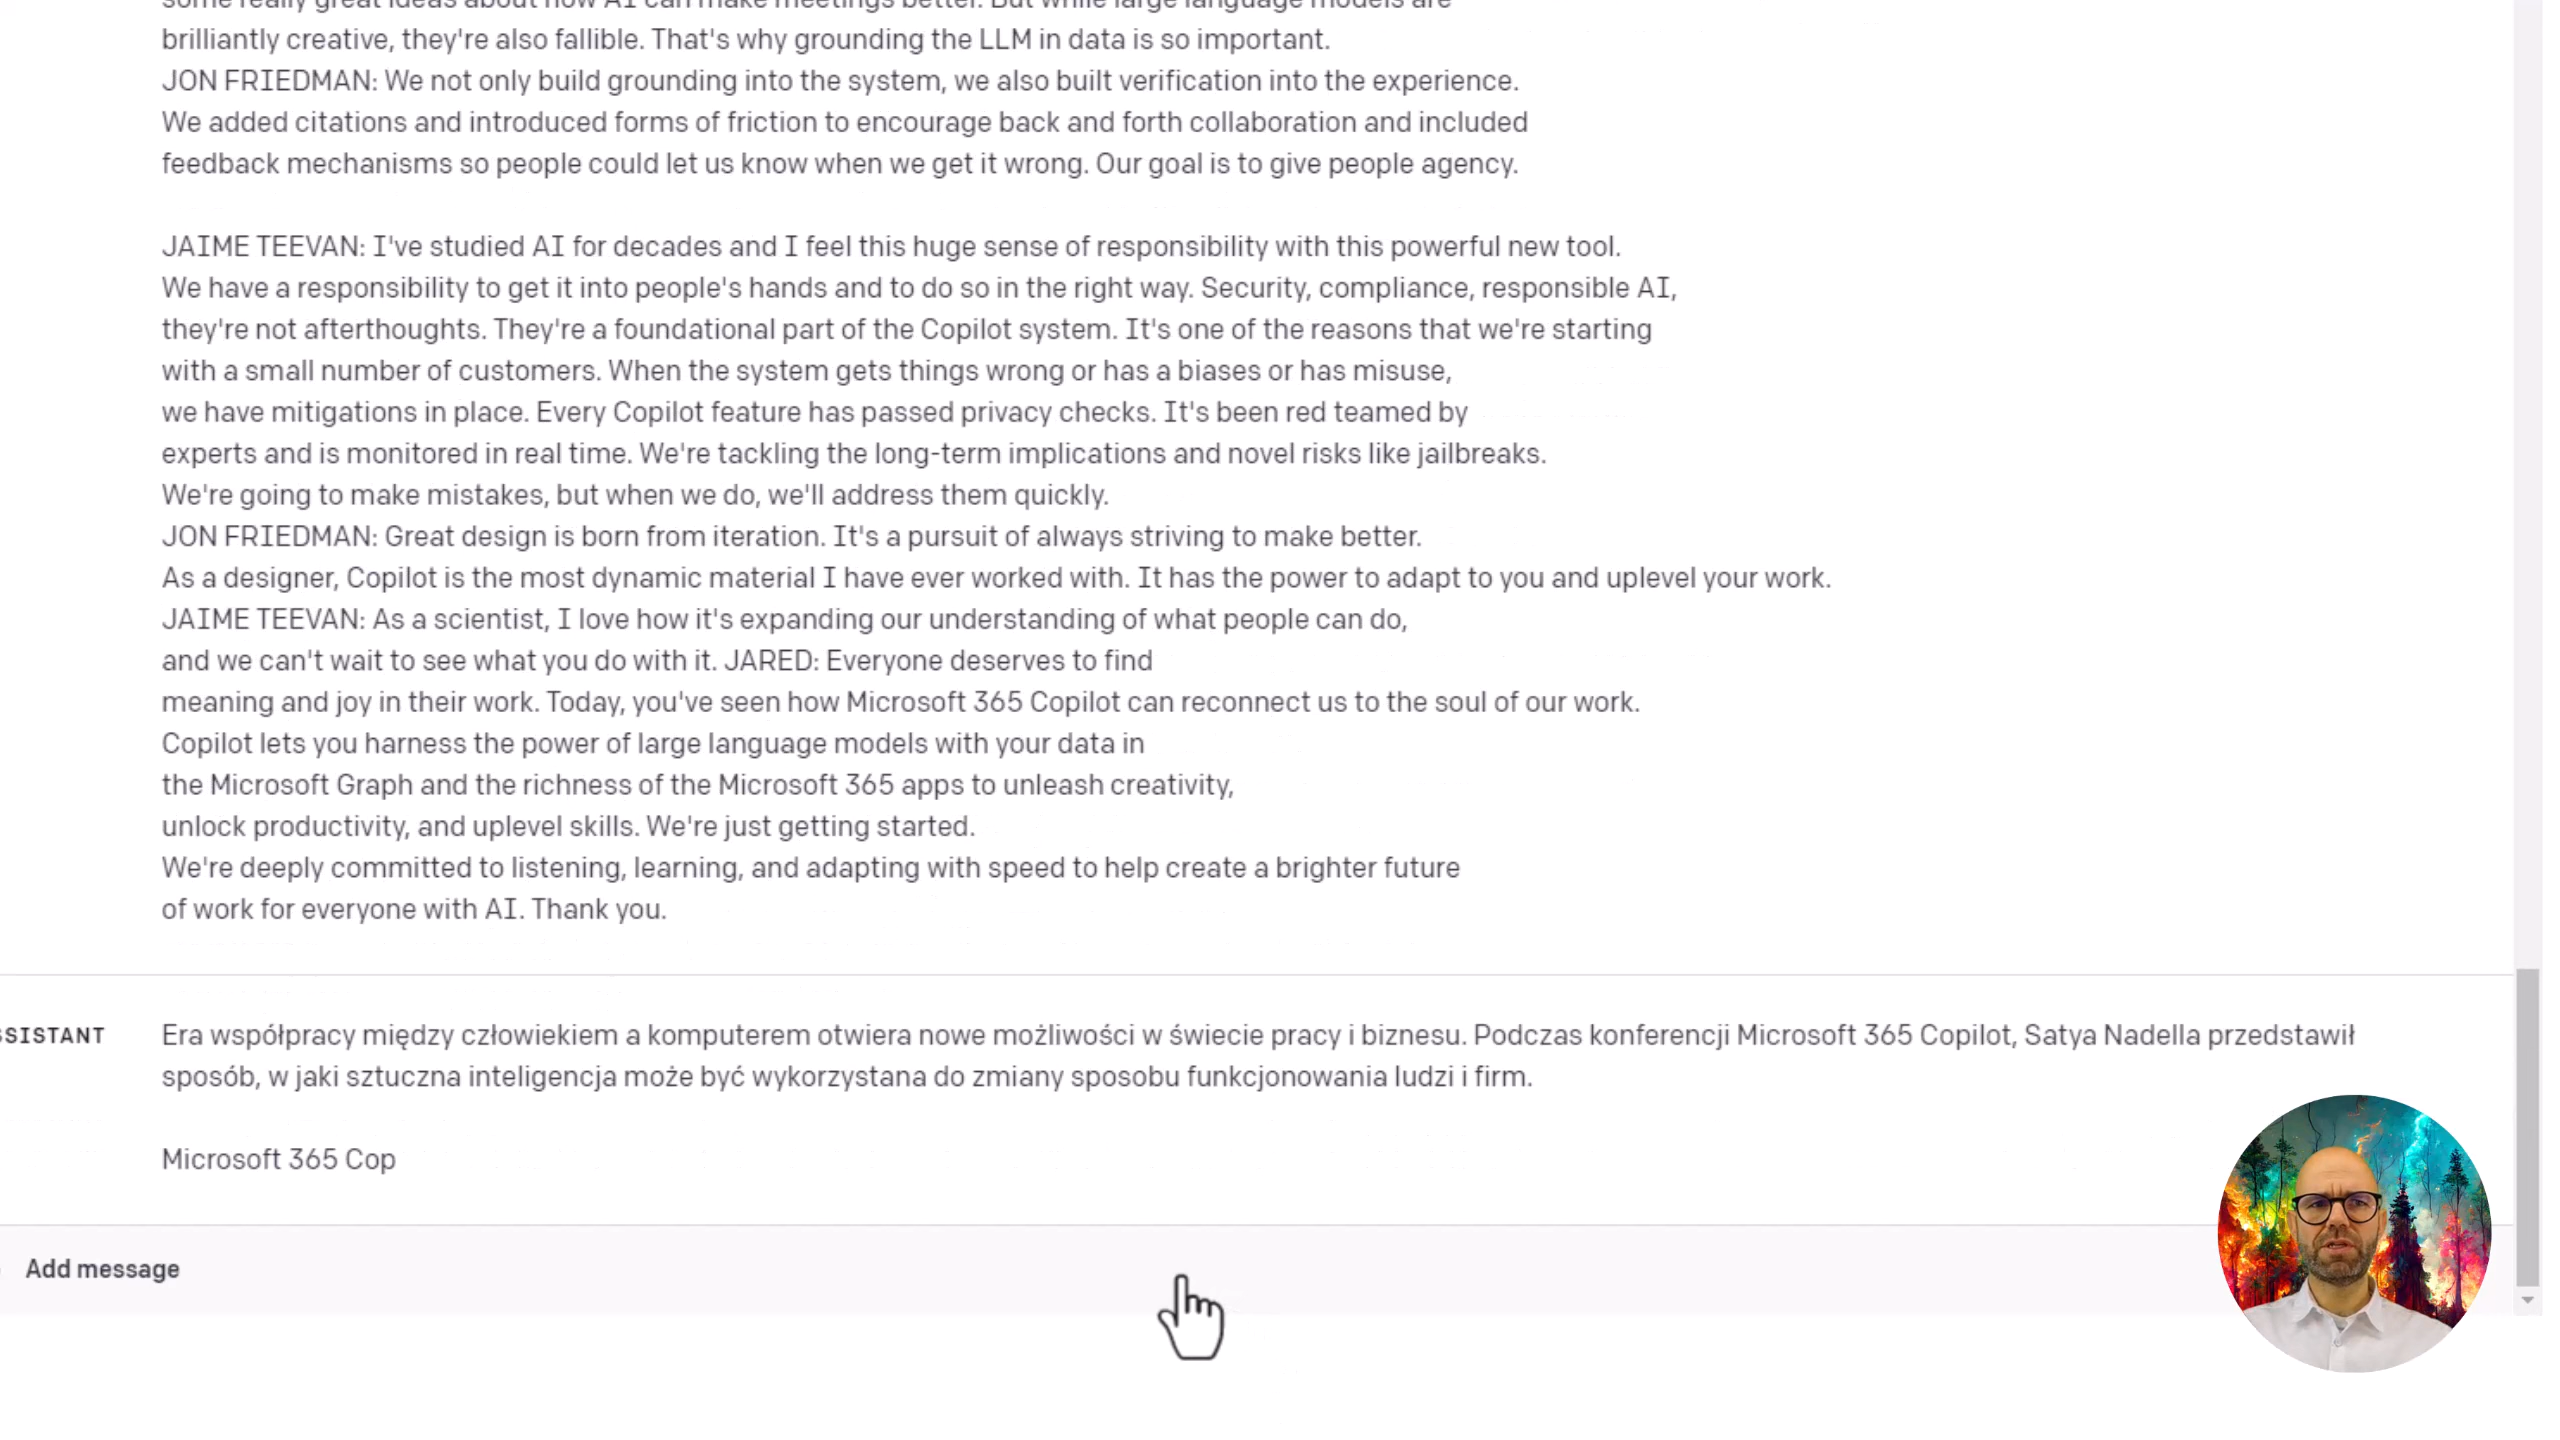 some really great ideas about how AI can make meetings better. But while large language models are
brilliantly creative, they're also fallible. That's why grounding the LLM in data is so important.
JON FRIEDMAN: We not only build grounding into the system, we also built verification into the experience.
We added citations and introduced forms of friction to encourage back and forth collaboration and included
feedback mechanisms so people could let us know when we get it wrong. Our goal is to give people agency.
JAIME TEEVAN: I've studied AI for decades and I feel this huge sense of responsibility with this powerful new tool.
We have a responsibility to get it into people's hands and to do so in the right way. Security, compliance, responsible AI,
they're not afterthoughts. They're a foundational part of the Copilot system. It's one of the reasons that we're starting
with a small number of customers. When the system gets things wrong or has a biases or has misuse,
we have mitigations in place. Every Copilot feature has passed privacy checks. It's been red teamed by
experts and is monitored in real time. We're tackling the long-term implications and novel risks like jailbreaks.
We're going to make mistakes, but when we do, we'll address them quickly.
JON FRIEDMAN: Great design is born from iteration. It's a pursuit of always striving to make better.
As a designer, Copilot is the most dynamic material I have ever worked with. It has the power to adapt to you and uplevel your work.
JAIME TEEVAN: As a scientist, I love how it's expanding our understanding of what people can do,
and we can't wait to see what you do with it. JARED: Everyone deserves to find
meaning and joy in their work. Today, you've seen how Microsoft 365 Copilot can reconnect us to the soul of our work.
Copilot lets you harness the power of large language models with your data in
the Microsoft Graph and the richness of the Microsoft 365 apps to unleash creativity,
unlock productivity, and uplevel skills. We're just getting started.
We're deeply committed to listening, learning, and adapting with speed to help create a brighter future
of work for everyone with AI. Thank you.
SSISTANT Era współpracy między człowiekiem a komputerem otwiera nowe możliwości w świecie pracy i biznesu. Podczas konferencji Microsoft 365 Copilot, Satya Nadella przedstawił
sposób, w jaki sztuczna inteligencja może być wykorzystana do zmiany sposobu funkcjonowania ludzi i firm.
Microsoft 365 Cop
Add message